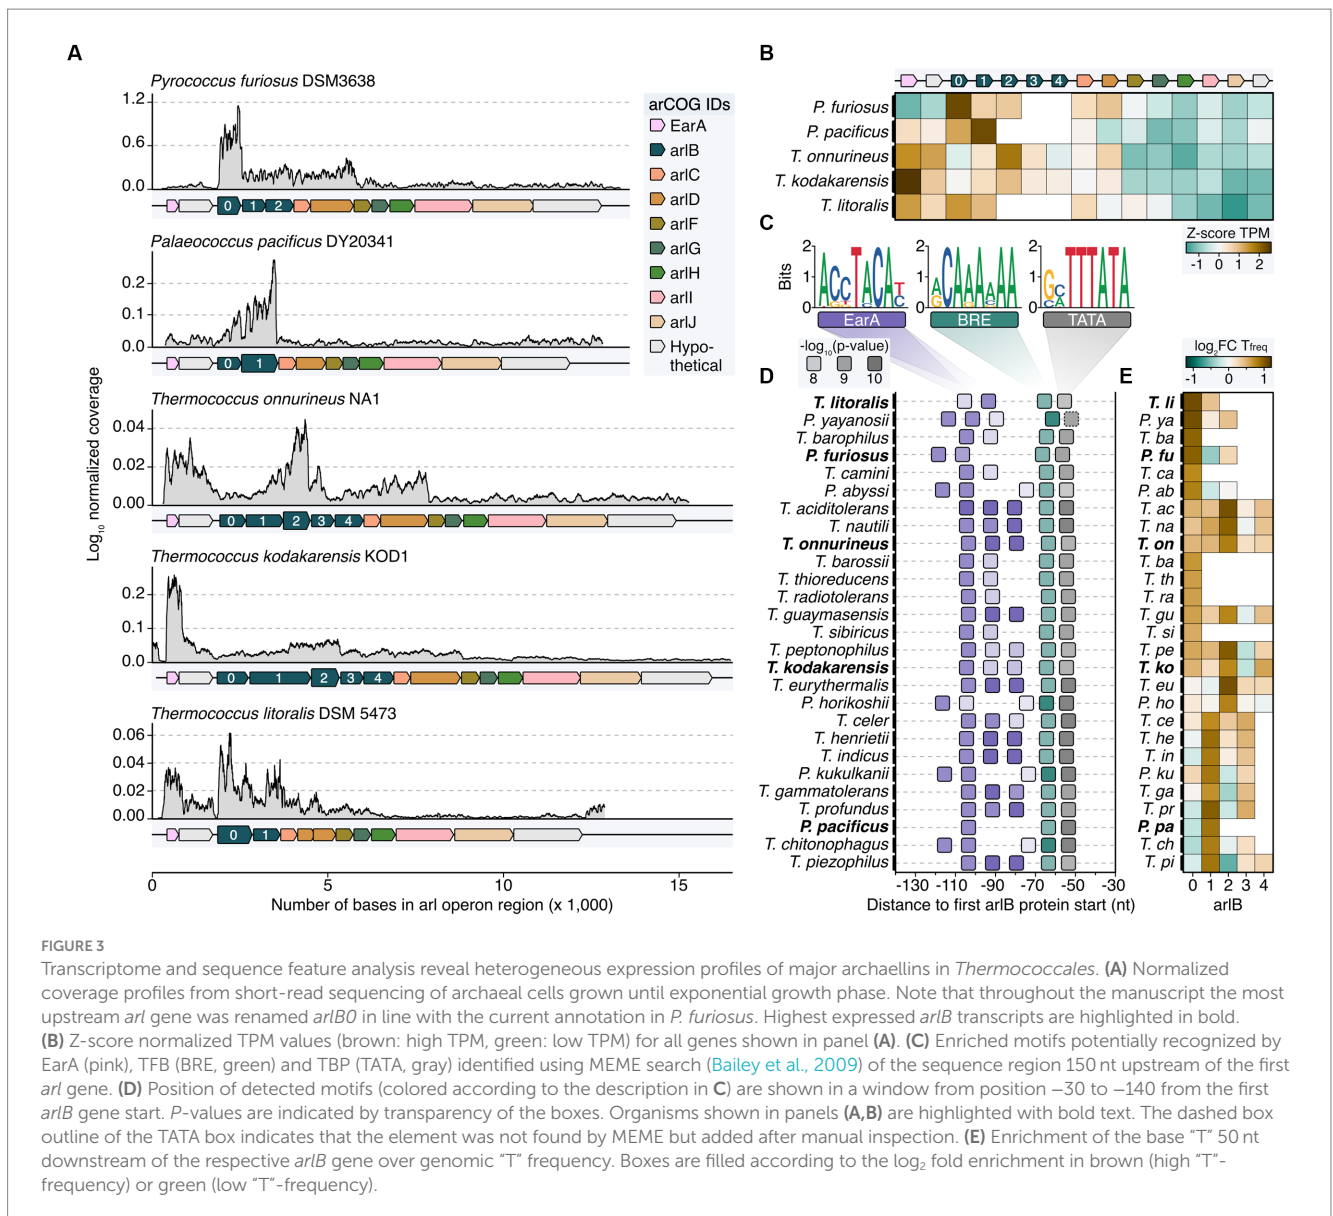 A
Pyrococcus furiosus DSM3638
1.2
0.6
0.0
0 1 2
Palaeococcus pacificus DY20341
0.2
0.1
0.0
0 1
Thermococcus onnurineus NA1
0.04
0.02
0.00
0 1 2 3 4
Thermococcus kodakarensis KOD1
0.2
0.1
0.0
0 1 2 3 4
Thermococcus litoralis DSM 5473
0.06
0.04
0.02
0.00
0 1
0 5 10 15
Number of bases in arl operon region (x 1,000)
Log₁₀ normalized coverage
arCOG IDs
EarA
arlB
arlC
arlD
arlF
arlG
arlH
arlI
arlJ
Hypo-
thetical
B
0 1 2 3 4
P. furiosus
P. pacificus
T. onnurineus
T. kodakarensis
T. litoralis
Z-score TPM
-1 0 1 2
C
Bits
2
1
0
2
1
0
2
1
0
EarA BRE TATA
-log₁₀(p-value)
8 9 10
D
T. litoralis
P. yayanosii
T. barophilus
P. furiosus
T. camini
P. abyssi
T. aciditolerans
T. nautili
T. onnurineus
T. barossii
T. thioreducens
T. radiotolerans
T. guaymasensis
T. sibiricus
T. peptonophilus
T. kodakarensis
T. eurythermalis
P. horikoshii
T. celer
T. henrietii
T. indicus
P. kukulkanii
T. gammatolerans
T. profundus
P. pacificus
T. chitonophagus
T. piezophilus
-130 -110 -90 -70 -50 -30
Distance to first arlB protein start (nt)
log₂FC Tfreq
-1 0 1
E
T. li
P. ya
T. ba
P. fu
T. ca
P. ab
T. ac
T. na
T. on
T. ba
T. th
T. ra
T. gu
T. si
T. pe
T. ko
T. eu
P. ho
T. ce
T. he
T. in
P. ku
T. ga
T. pr
P. pa
T. ch
T. pi
0 1 2 3 4
arlB
FIGURE 3
Transcriptome and sequence feature analysis reveal heterogeneous expression profiles of major archaellins in Thermococcales. (A) Normalized
coverage profiles from short-read sequencing of archaeal cells grown until exponential growth phase. Note that throughout the manuscript the most
upstream arl gene was renamed arlB0 in line with the current annotation in P. furiosus. Highest expressed arlB transcripts are highlighted in bold.
(B) Z-score normalized TPM values (brown: high TPM, green: low TPM) for all genes shown in panel (A). (C) Enriched motifs potentially recognized by
EarA (pink), TFB (BRE, green) and TBP (TATA, gray) identified using MEME search (Bailey et al., 2009) of the sequence region 150 nt upstream of the first
arl gene. (D) Position of detected motifs (colored according to the description in C) are shown in a window from position −30 to −140 from the first
arlB gene start. P-values are indicated by transparency of the boxes. Organisms shown in panels (A,B) are highlighted with bold text. The dashed box
outline of the TATA box indicates that the element was not found by MEME but added after manual inspection. (E) Enrichment of the base "T" 50 nt
downstream of the respective arlB gene over genomic "T" frequency. Boxes are filled according to the log₂ fold enrichment in brown (high "T"-
frequency) or green (low "T"-frequency).